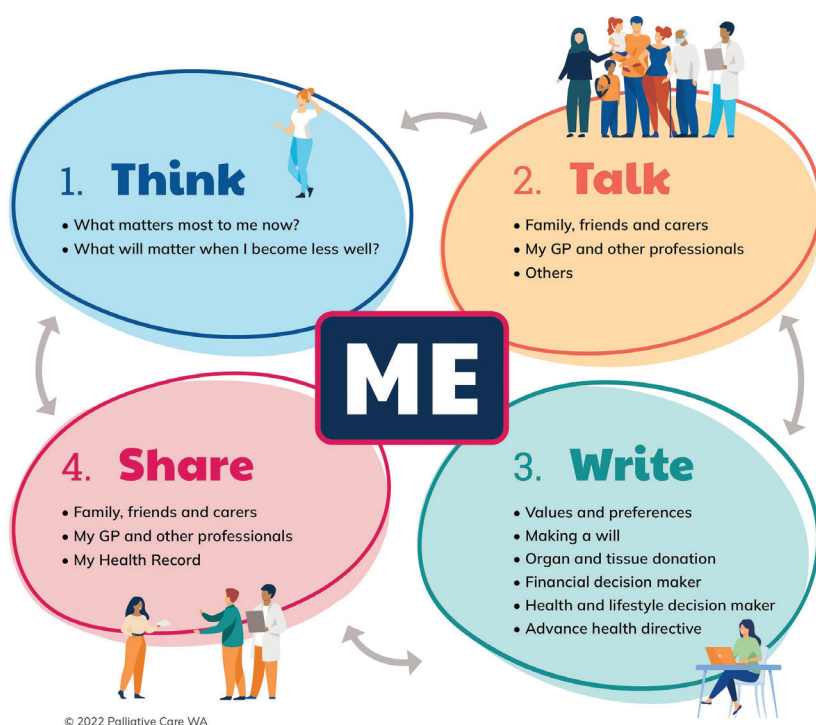 1. Think
• What matters most to me now?
• What will matter when I become less well?
2. Talk
• Family, friends and carers
• My GP and other professionals
• Others
ME
3. Write
• Values and preferences
• Making a will
• Organ and tissue donation
• Financial decision maker
• Health and lifestyle decision maker
• Advance health directive
4. Share
• Family, friends and carers
• My GP and other professionals
• My Health Record
© 2022 Palliative Care WA